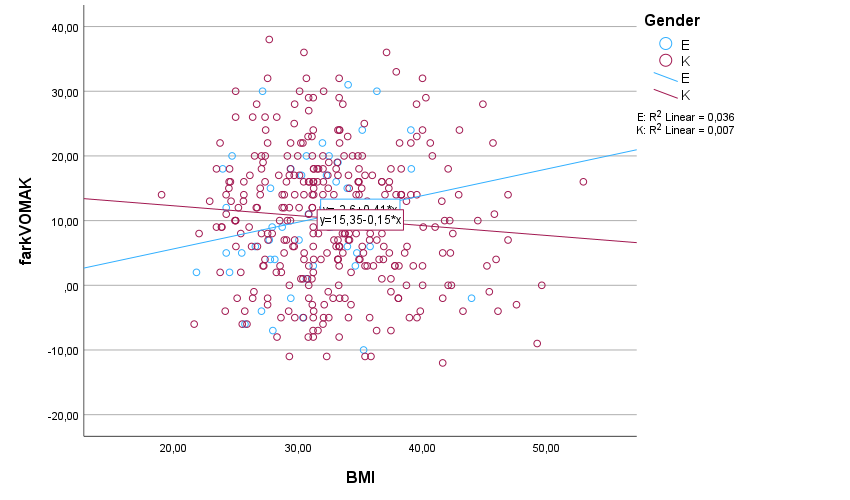 40,00
30,00
20,00
10,00
,00
-10,00
-20,00
farkVOMAK
20,00
30,00
40,00
50,00
BMI
y=15,35-0,15*x
Gender
E
K
E
K
E: R2 Linear = 0,036
K: R2 Linear = 0,007